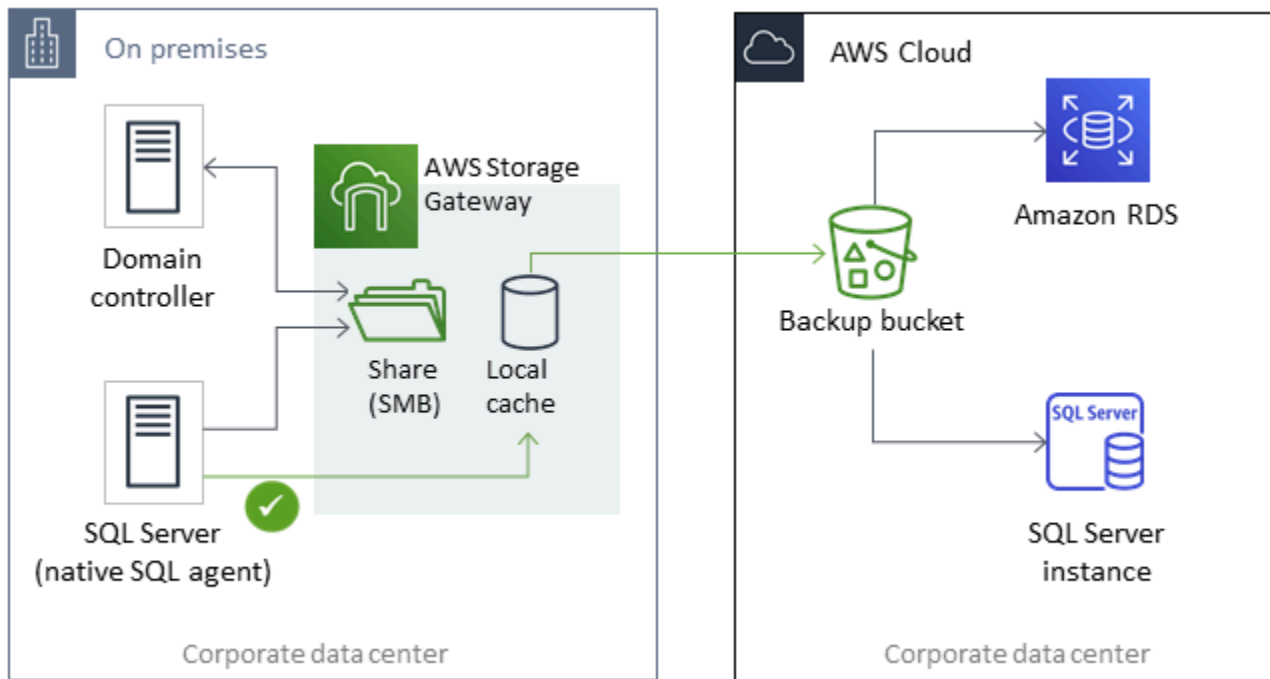 On premises
Domain
controller
AWS Storage
Gateway
Share
(SMB)
Local
cache
SQL Server
(native SQL agent)
Corporate data center
AWS Cloud
Amazon RDS
Backup bucket
SQL Server
SQL Server
instance
Corporate data center